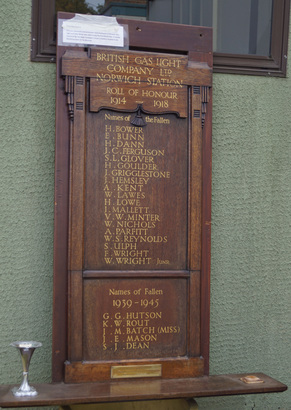 BRITISH GAS LIGHT
COMPANY LTD
NORWICH STATION
ROLL OF HONOUR
1914 - 1918
Names of the Fallen
H. BOWER
E. BUNN
H. DANN
J. C. FERGUSON
S. L. GLOVER
H. GOULDER
J. GRIGGLESTONE
J. HEMSLEY
A. KENT
W. LAWES
H. LOWE
J. MALLETT
V. W. MINTER
W. NICHOLS
A. PARFITT
W. S. REYNOLDS
S. ULPH
F. WRIGHT
W. WRIGHT JUNR.
Names of Fallen
1939 - 1945
G. G. HUTSON
K. W. ROUT
J. M. BATCH (MISS)
J. E. MASON
S. J. DEAN